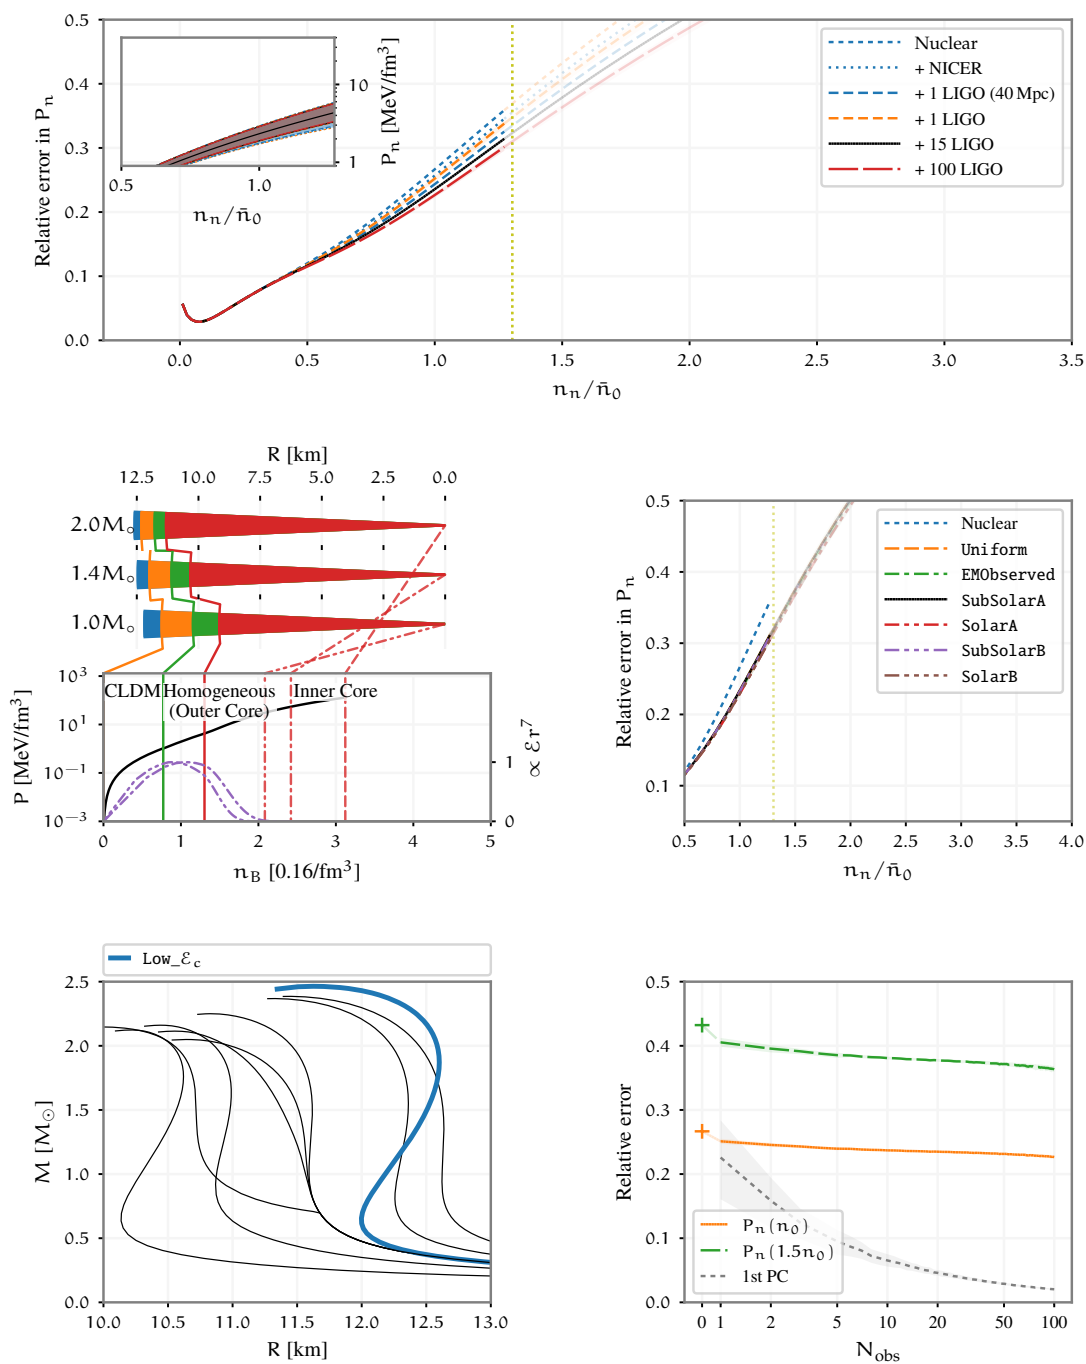 0.5
0.4
0.3
0.2
0.1
0.0
Relative error in Pₙ
0.0 0.5 1.0 1.5 2.0 2.5 3.0 3.5
nₙ/n̄₀
10
1
Pₙ [MeV/fm³]
0.5 1.0
nₙ/n̄₀
Nuclear
+ NICER
+ 1 LIGO (40 Mpc)
+ 1 LIGO
+ 15 LIGO
+ 100 LIGO
R [km]
12.5 10.0 7.5 5.0 2.5 0.0
2.0M○
1.4M○
1.0M○
CLDM Homogeneous Inner Core
(Outer Core)
10³
10¹
10⁻¹
10⁻³
P [MeV/fm³]
1
0
∝ ℰr⁷
0 1 2 3 4 5
n_B [0.16/fm³]
0.5
0.4
0.3
0.2
0.1
Relative error in Pₙ
0.5 1.0 1.5 2.0 2.5 3.0 3.5 4.0
nₙ/n̄₀
Nuclear
Uniform
EMObserved
SubSolarA
SolarA
SubSolarB
SolarB
Low_ℰ_c
2.5
2.0
1.5
1.0
0.5
0.0
M [M⊙]
10.0 10.5 11.0 11.5 12.0 12.5 13.0
R [km]
0.5
0.4
0.3
0.2
0.1
0.0
Relative error
Pₙ(n₀)
Pₙ(1.5n₀)
1st PC
0 1 2 5 10 20 50 100
N_obs